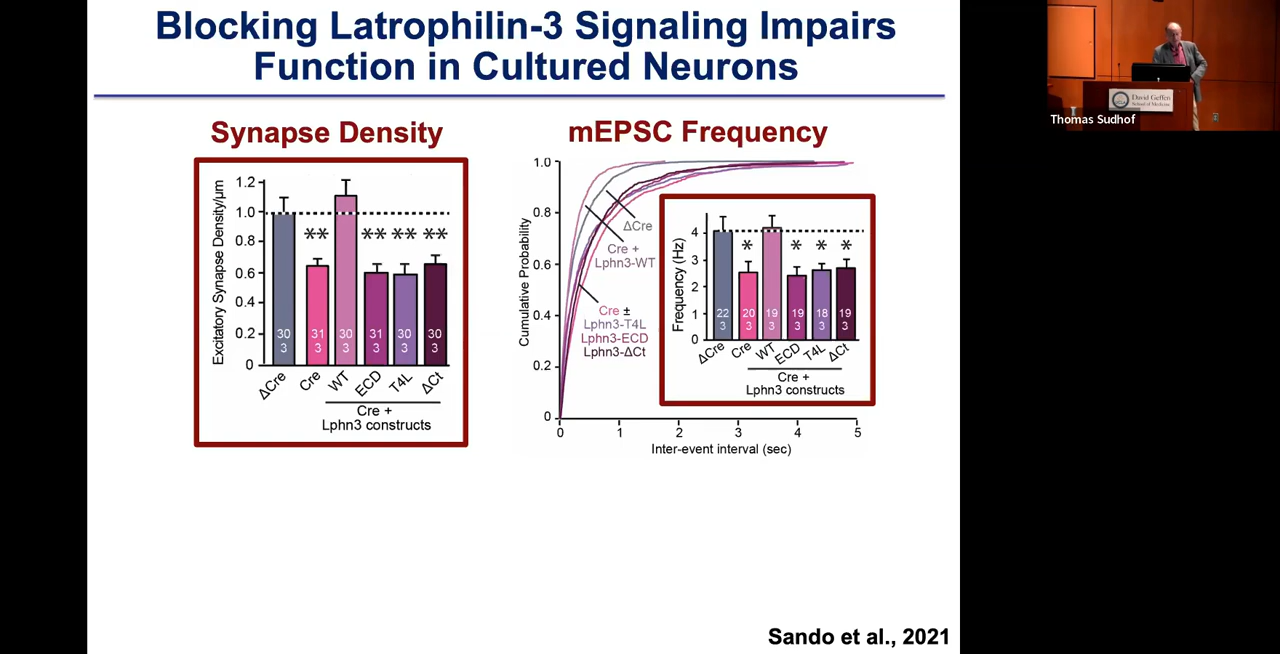 Blocking Latrophilin-3 Signaling Impairs
Function in Cultured Neurons
Synapse Density
Excitatory Synapse Density/μm
1.2
1.0
0.8
0.6
0.4
0.2
0
** ** ** **
30 31 30 31 30 30
3 3 3 3 3 3
ΔCre Cre WT ECD T4L ΔCt
Cre +
Lphn3 constructs
mEPSC Frequency
Cumulative Probability
1.0
0.8
0.6
0.4
0.2
0
0 1 2 3 4 5
Inter-event interval (sec)
ΔCre
Cre +
Lphn3-WT
Cre ±
Lphn3-T4L
Lphn3-ECD
Lphn3-ΔCt
Frequency (Hz)
4
3
2
1
0
* * * *
22 20 19 19 18 19
3 3 3 3 3 3
ΔCre Cre WT ECD T4L ΔCt
Cre +
Lphn3 constructs
Sando et al., 2021
David Geffen
School of Medicine
Thomas Sudhof